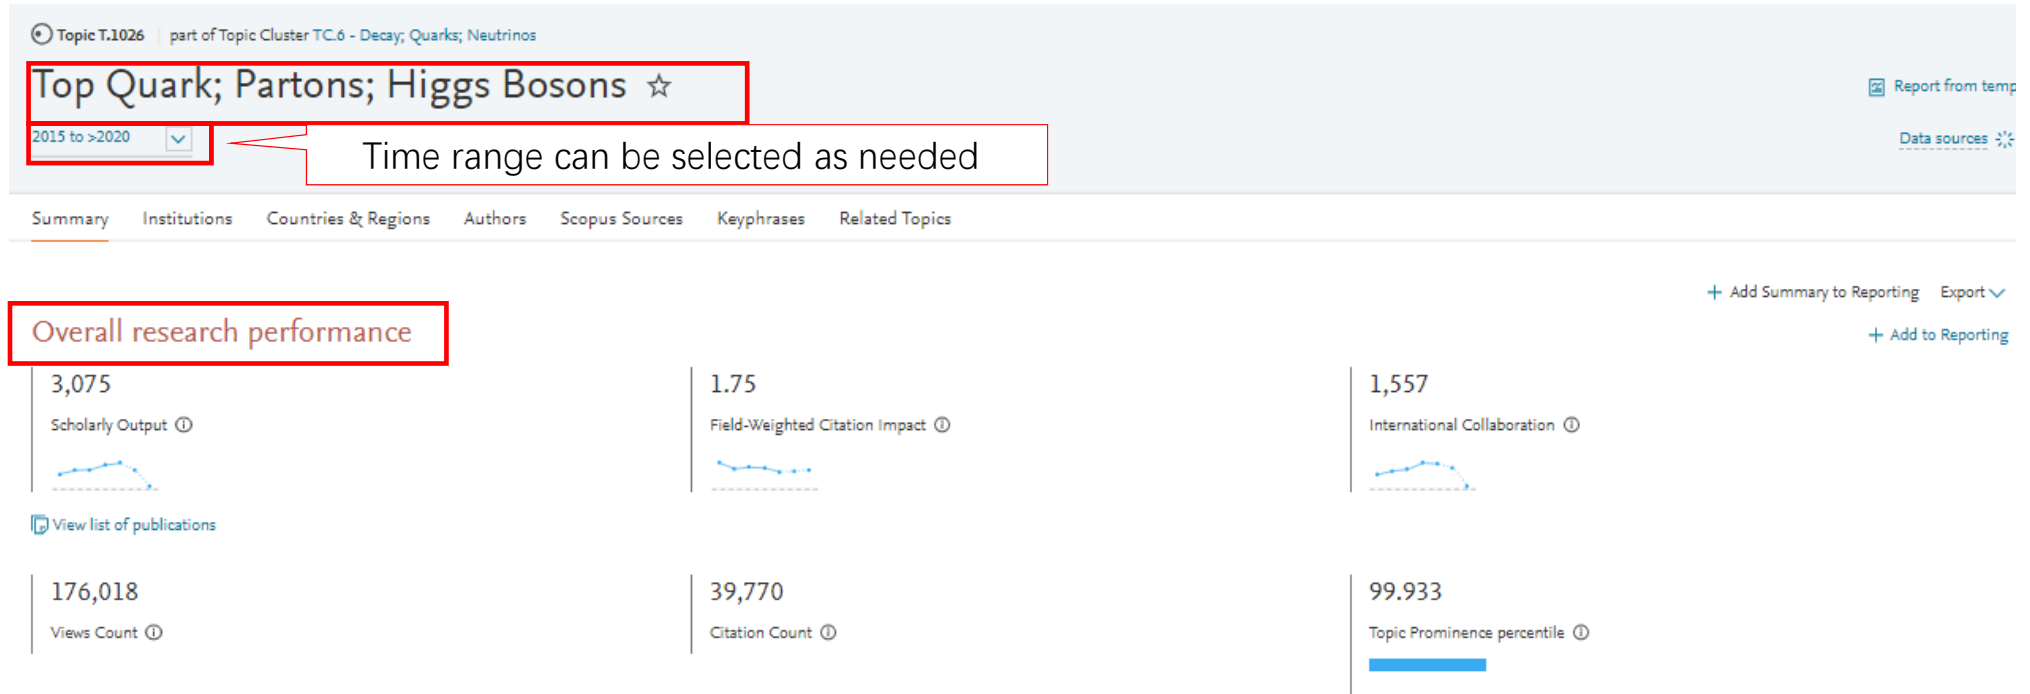 Topic T.1026 part of Topic Cluster TC.6 - Decay; Quarks; Neutrinos
Top Quark; Partons; Higgs Bosons
Report from temp
2015 to >2020
Time range can be selected as needed
Data sources
Summary Institutions Countries & Regions Authors Scopus Sources Keyphrases Related Topics
+ Add Summary to Reporting Export
Overall research performance
+ Add to Reporting
3,075 1.75 1,557
Scholarly Output Field-Weighted Citation Impact International Collaboration
View list of publications
176,018 39,770 99.933
Views Count Citation Count Topic Prominence percentile